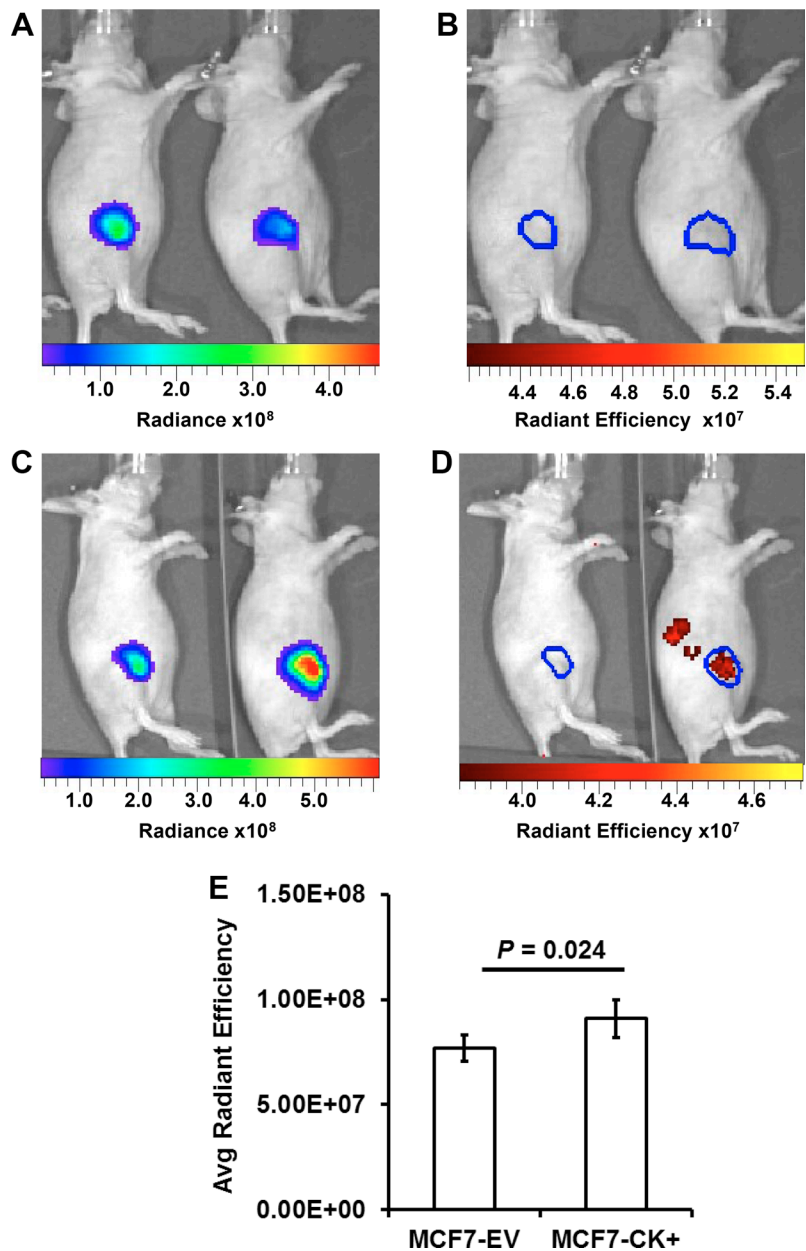 A
B
1.0 2.0 3.0 4.0
Radiance x10⁸
4.4 4.6 4.8 5.0 5.2 5.4
Radiant Efficiency x10⁷
C
D
1.0 2.0 3.0 4.0 5.0
Radiance x10⁸
4.0 4.2 4.4 4.6
Radiant Efficiency x10⁷
E
Avg Radiant Efficiency
1.50E+08
1.00E+08
5.00E+07
0.00E+00
P = 0.024
MCF7-EV MCF7-CK+